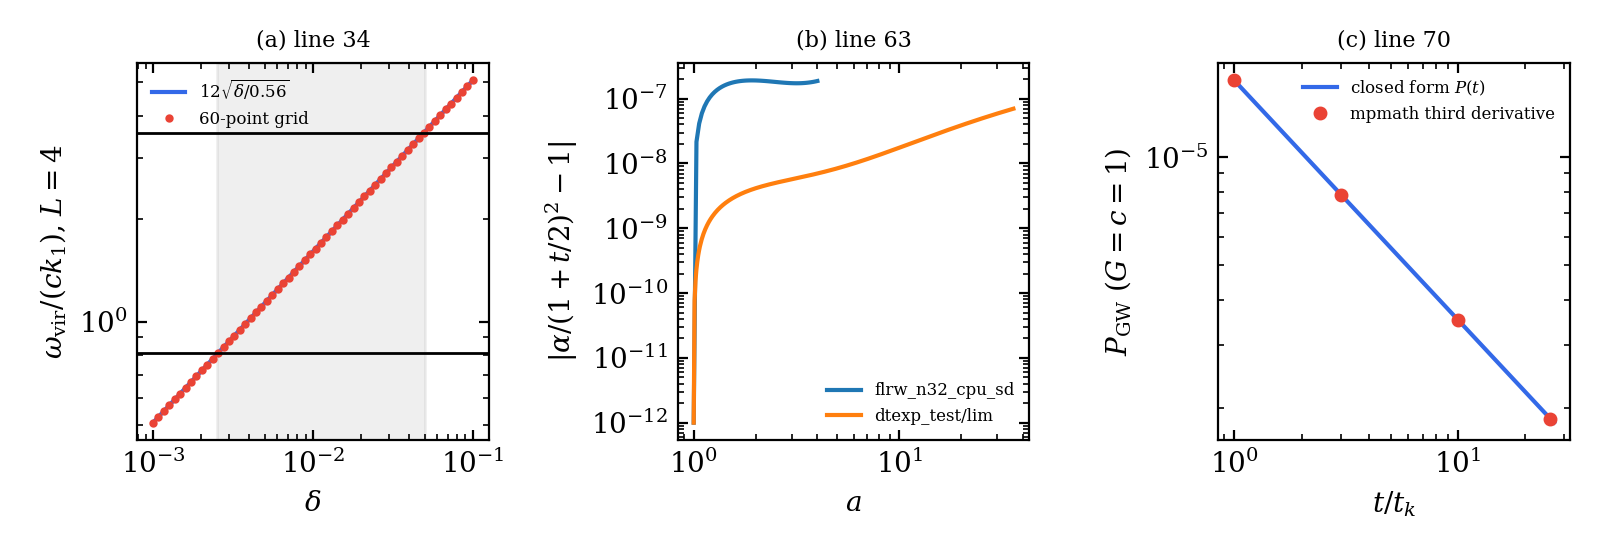 (a) line 34
ω_vir/(ck_1), L = 4
12√δ/0.56
60-point grid
10^0
10^−3
10^−2
10^−1
δ
(b) line 63
|α/(1 + t/2)^2 − 1|
10^−7
10^−8
10^−9
10^−10
10^−11
10^−12
flrw_n32_cpu_sd
dtexp_test/lim
10^0
10^1
a
(c) line 70
P_GW (G = c = 1)
closed form P(t)
mpmath third derivative
10^−5
10^0
10^1
t/t_k